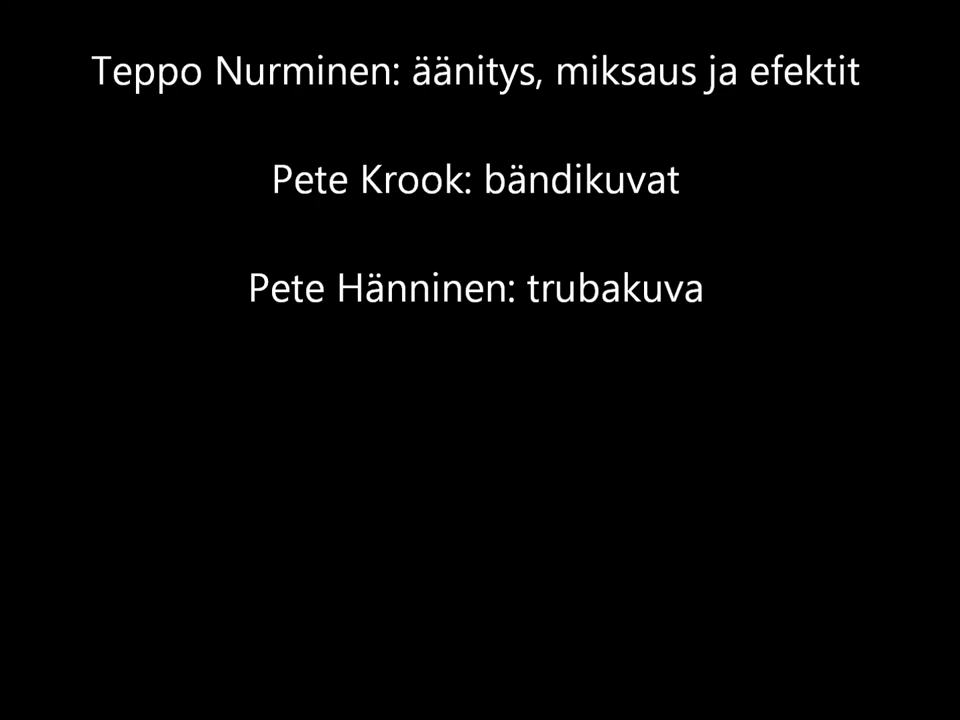 Teppo Nurminen: äänitys, miksaus ja efektit
Pete Krook: bändikuvat
Pete Hänninen: trubakuva